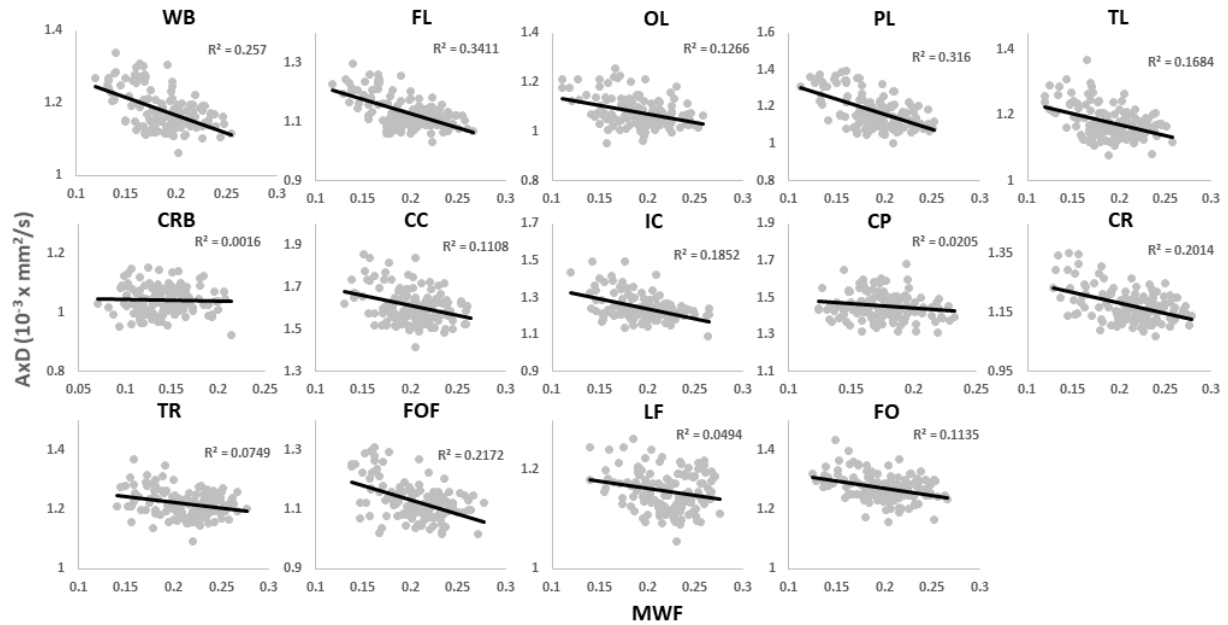 WB
FL
OL
PL
TL
R² = 0.257
R² = 0.3411
R² = 0.1266
R² = 0.316
R² = 0.1684
1.4
1.2
1
0.1 0.15 0.2 0.25 0.3
1.3
1.1
0.9
0.1 0.15 0.2 0.25 0.3
1.4
1.2
1
0.8
0.1 0.15 0.2 0.25 0.3
1.6
1.4
1.2
1
0.8
0.1 0.15 0.2 0.25 0.3
1.4
1.2
1
0.1 0.15 0.2 0.25 0.3
AxD (10⁻³ x mm²/s)
CRB
CC
IC
CP
CR
R² = 0.0016
R² = 0.1108
R² = 0.1852
R² = 0.0205
R² = 0.2014
1.2
1
0.8
0.05 0.1 0.15 0.2 0.25
1.9
1.7
1.5
1.3
0.1 0.15 0.2 0.25 0.3
1.7
1.5
1.3
1.1
0.9
0.1 0.15 0.2 0.25 0.3
1.9
1.7
1.5
1.3
1.1
0.1 0.15 0.2 0.25
1.35
1.15
0.95
0.1 0.15 0.2 0.25 0.3
TR
FOF
LF
FO
R² = 0.0749
R² = 0.2172
R² = 0.0494
R² = 0.1135
1.4
1.2
1
0.1 0.15 0.2 0.25 0.3
1.3
1.1
0.9
0.1 0.15 0.2 0.25 0.3
1.2
1
0.1 0.15 0.2 0.25 0.3
1.4
1.2
1
0.1 0.15 0.2 0.25 0.3
MWF